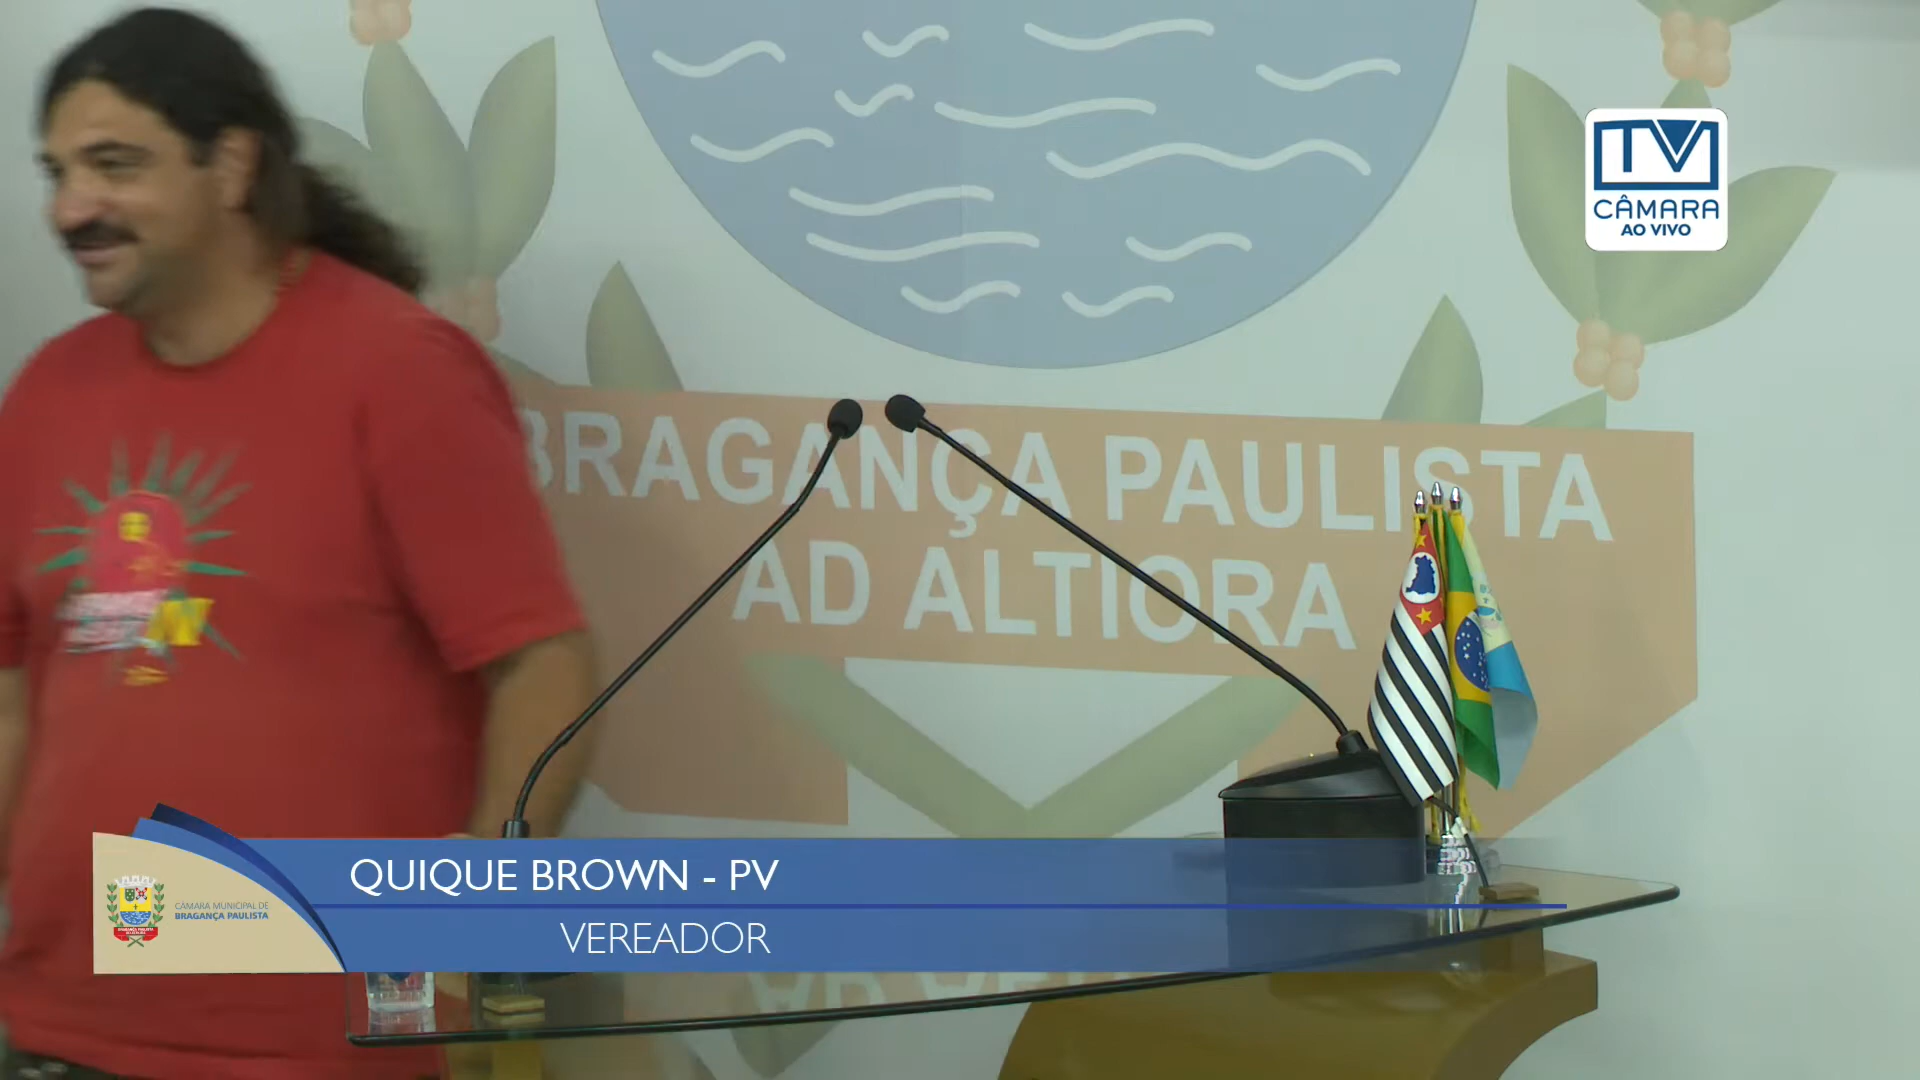 TV
CÂMARA
AO VIVO
BRAGANÇA PAULISTA
AD ALTIORA
QUIQUE BROWN - PV
VEREADOR
CÂMARA MUNICIPAL DE
BRAGANÇA PAULISTA